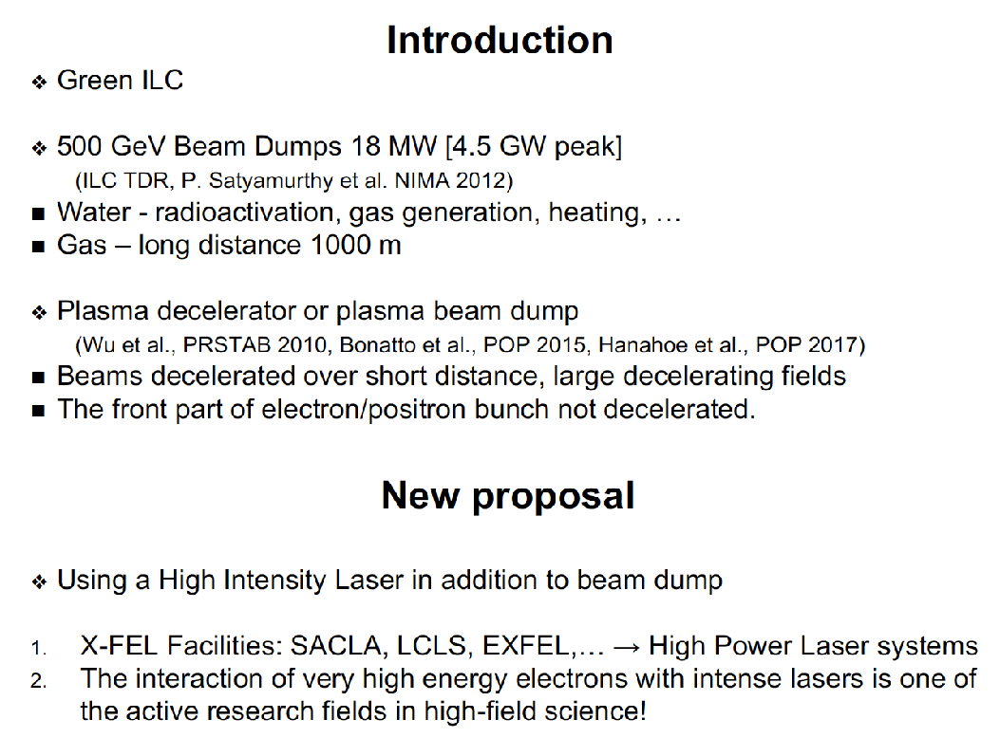 Introduction
❖ Green ILC
❖ 500 GeV Beam Dumps 18 MW [4.5 GW peak]
(ILC TDR, P. Satyamurthy et al. NIMA 2012)
■ Water - radioactivation, gas generation, heating, …
■ Gas – long distance 1000 m
❖ Plasma decelerator or plasma beam dump
(Wu et al., PRSTAB 2010, Bonatto et al., POP 2015, Hanahoe et al., POP 2017)
■ Beams decelerated over short distance, large decelerating fields
■ The front part of electron/positron bunch not decelerated.
New proposal
❖ Using a High Intensity Laser in addition to beam dump
1. X-FEL Facilities: SACLA, LCLS, EXFEL,… → High Power Laser systems
2. The interaction of very high energy electrons with intense lasers is one of
the active research fields in high-field science!